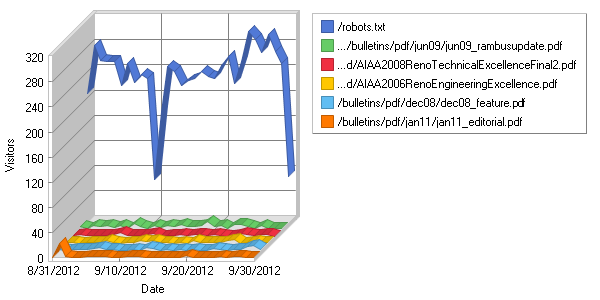 320
280
240
200
160
120
80
40
0
Visitors
8/31/2012 9/10/2012 9/20/2012 9/30/2012
Date
/robots.txt
.../bulletins/pdf/jun09/jun09_rambusupdate.pdf
...d/AIAA2008RenoTechnicalExcellenceFinal2.pdf
...d/AIAA2006RenoEngineeringExcellence.pdf
/bulletins/pdf/dec08/dec08_feature.pdf
/bulletins/pdf/jan11/jan11_editorial.pdf